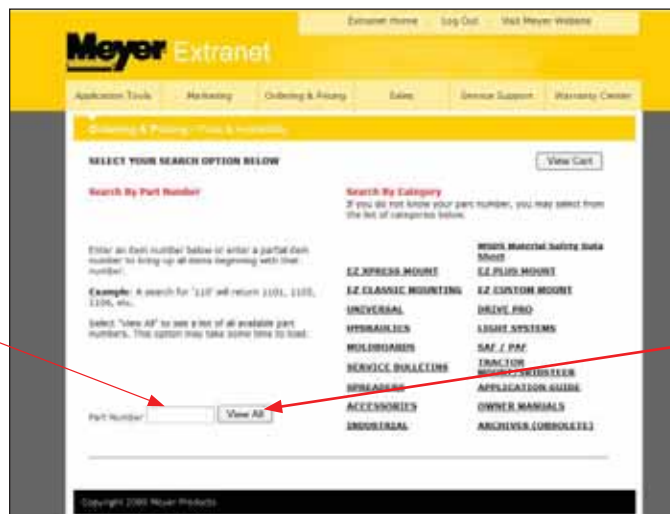 Extranet Home Log Out Visit Meyer Website
Meyer Extranet
Application Tools Marketing Ordering & Pricing Sales Service Support Warranty Center
Ordering & Pricing
SELECT YOUR SEARCH OPTION BELOW
View Cart
Search By Part Number
Enter an item number below or enter a partial item
number to bring up all items beginning with that
number.
Example: A search for '110' will return 1101, 1105,
1106, etc.
Select 'View All' to see a list of all available part
numbers. This option may take some time to load.
Part Number View All
Search By Category
If you do not know your part number, you may select from
the list of categories below.
MSDS Material Safety Data
Sheet
EZ XPRESS MOUNT EZ PLUS MOUNT
EZ CLASSIC MOUNTING EZ CUSTOM MOUNT
UNIVERSAL DRIVE PRO
HYDRAULICS LIGHT SYSTEMS
MOLDBOARDS SAF / PAF
SERVICE BULLETINS TRACTOR
MOUNT/SKIDSTEER
SPREADERS APPLICATION GUIDE
ACCESSORIES OWNER MANUALS
INDUSTRIAL ARCHIVES (OBSOLETE)
Copyright Meyer Products